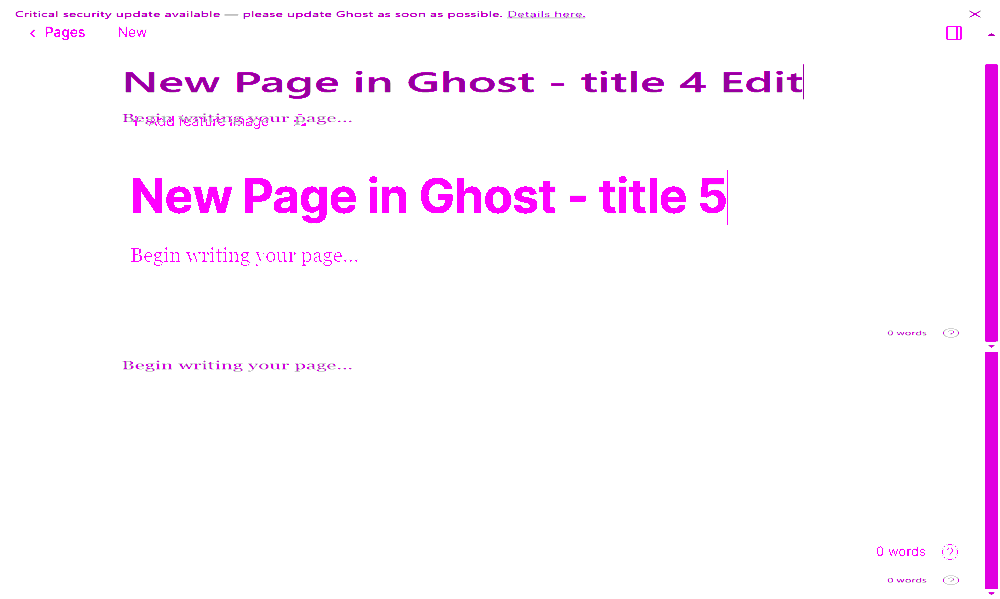 Critical security update available — please update Ghost as soon as possible. Details here.
Pages New
New Page in Ghost - title 4 Edit
Begin writing your page...
+ Add feature image
New Page in Ghost - title 5
Begin writing your page...
0 words
Begin writing your page...
0 words
0 words